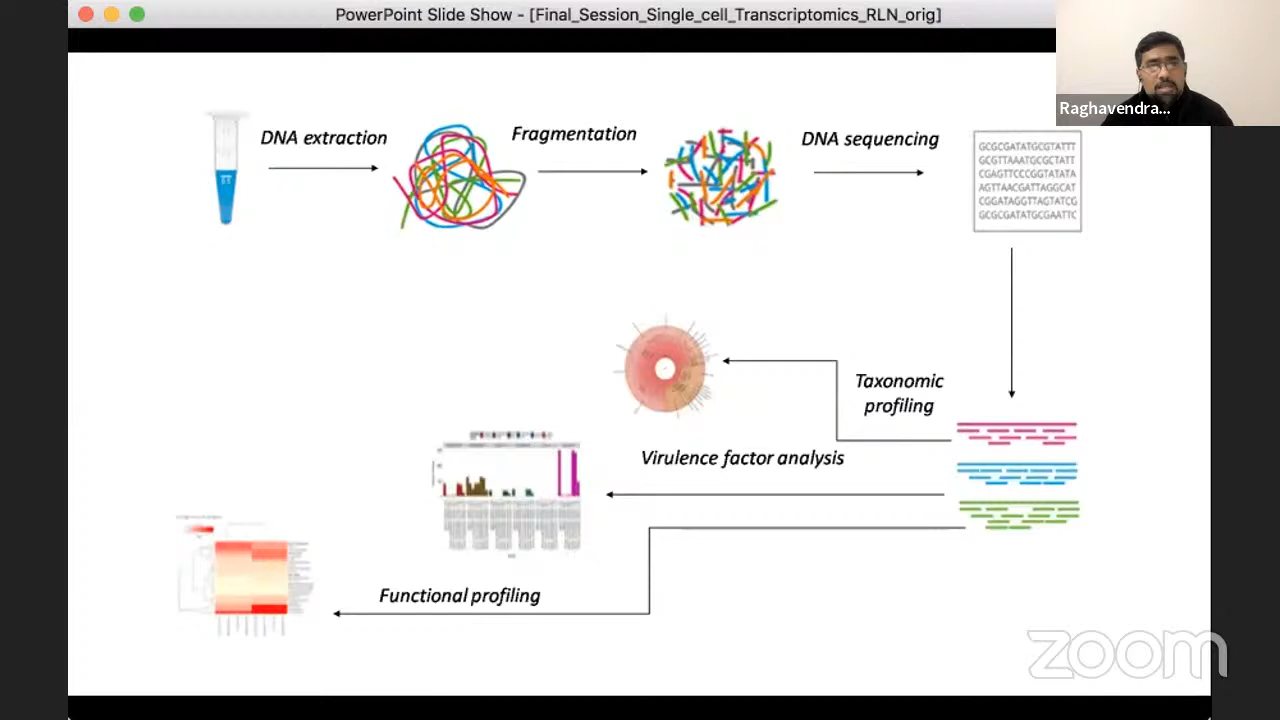 PowerPoint Slide Show - [Final_Session_Single_cell_Transcriptomics_RLN_orig]
Raghavendra...
DNA extraction
Fragmentation
DNA sequencing
GCGCGATATGCGTATTT
GCGTTAAATGCGCTATT
CGAGTTCCCGGTATATA
AGTTAACGATTAGGCAT
CGGATAGGTTAGTATCG
GCGCGATATGCGAATTC
Taxonomic
profiling
Virulence factor analysis
Functional profiling
zoom